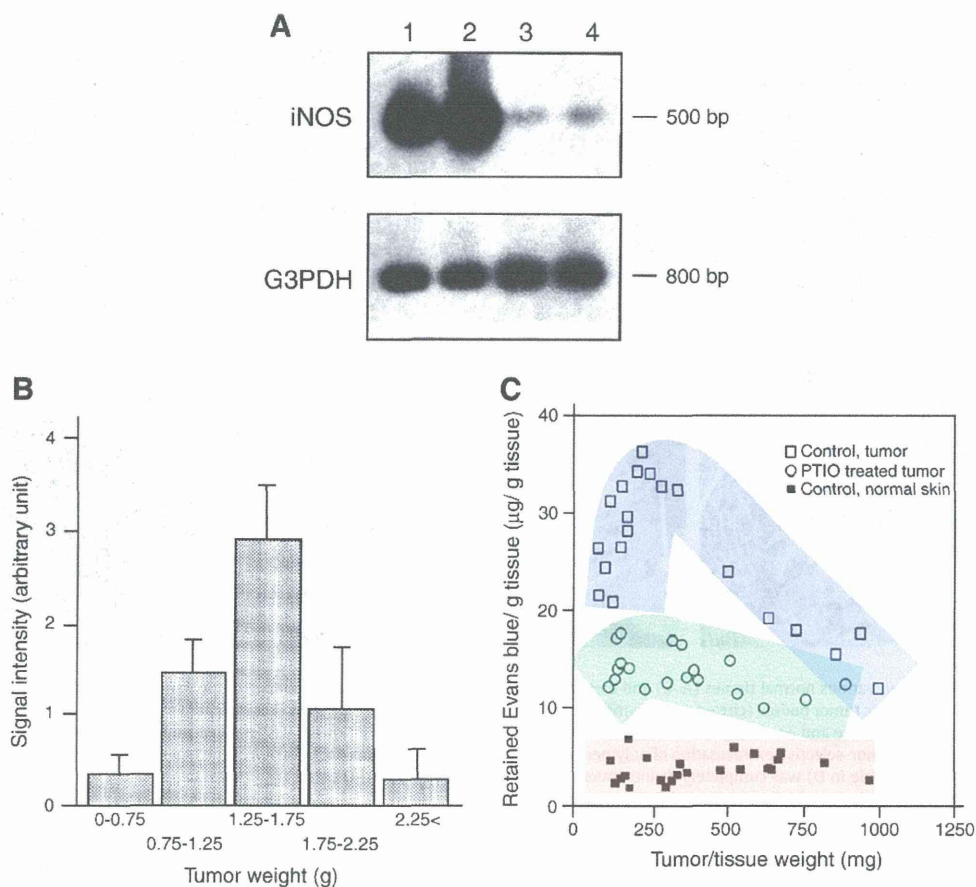 A
1 2 3 4
iNOS
500 bp
G3PDH
800 bp
B
Signal intensity (arbitrary unit)
4
3
2
1
0
0-0.75
0.75-1.25
1.25-1.75
1.75-2.25
2.25<
Tumor weight (g)
C
Retained Evans blue/ g tissue (μg/ g tissue)
40
30
20
10
0
Control, tumor
PTIO treated tumor
Control, normal skin
0 250 500 750 1000 1250
Tumor/tissue weight (mg)